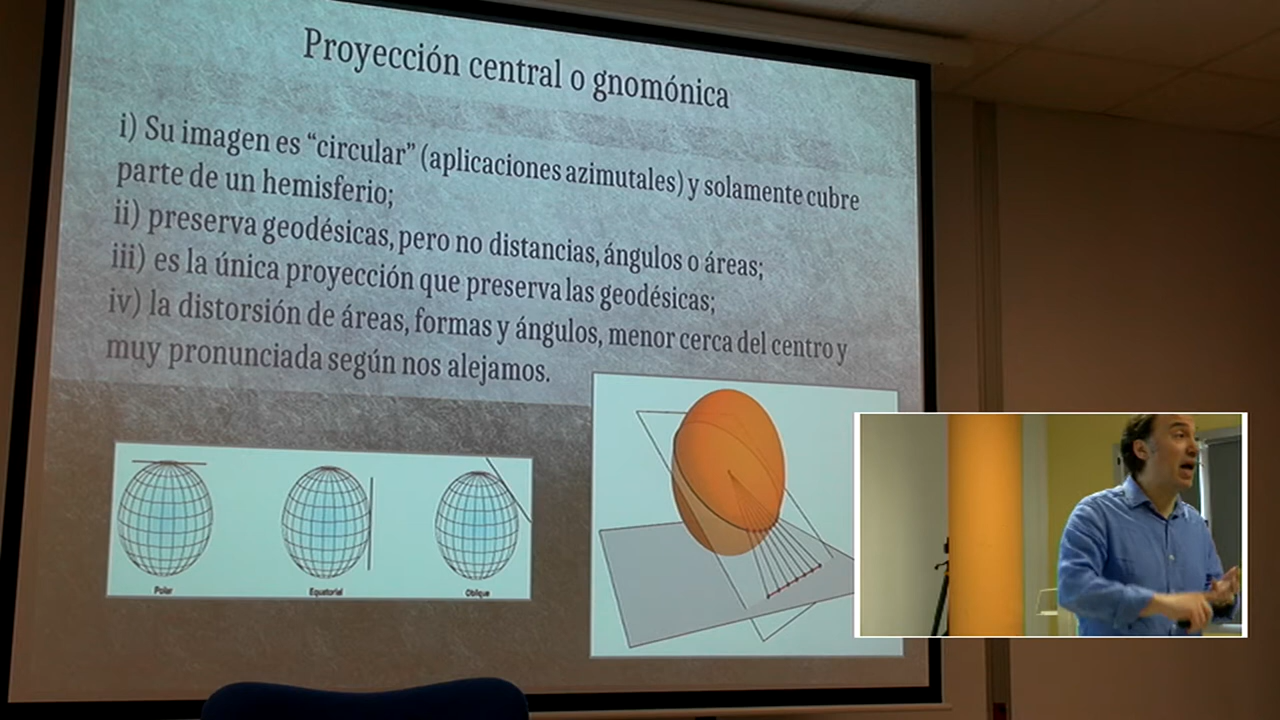 Proyección central o gnomónica
i) Su imagen es “circular” (aplicaciones azimutales) y solamente cubre
parte de un hemisferio;
ii) preserva geodésicas, pero no distancias, ángulos o áreas;
iii) es la única proyección que preserva las geodésicas;
iv) la distorsión de áreas, formas y ángulos, menor cerca del centro y
muy pronunciada según nos alejamos.
Polar
Equatorial
Oblique